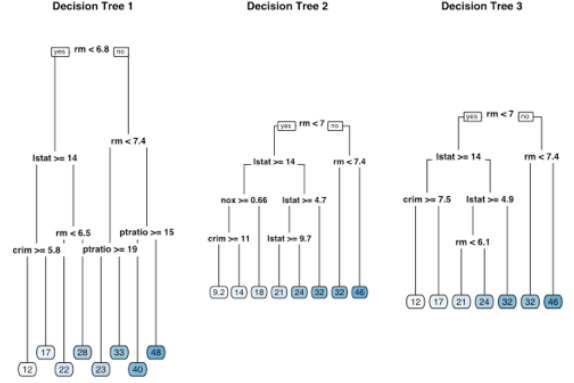 Decision Tree 1
yes rm < 6.8 no
rm < 7.4
lstat >= 14
rm < 6.5
ptratio >= 15
crim >= 5.8
ptratio >= 19
17
28
33
48
12
22
23
40
Decision Tree 2
yes rm < 7 no
lstat >= 14
rm < 7.4
nox >= 0.66
lstat >= 4.7
crim >= 11
lstat >= 9.7
9.2 14 18 21 24 32 32 46
Decision Tree 3
yes rm < 7 no
lstat >= 14
rm < 7.4
crim >= 7.5
lstat >= 4.9
rm < 6.1
12 17 21 24 32 32 46